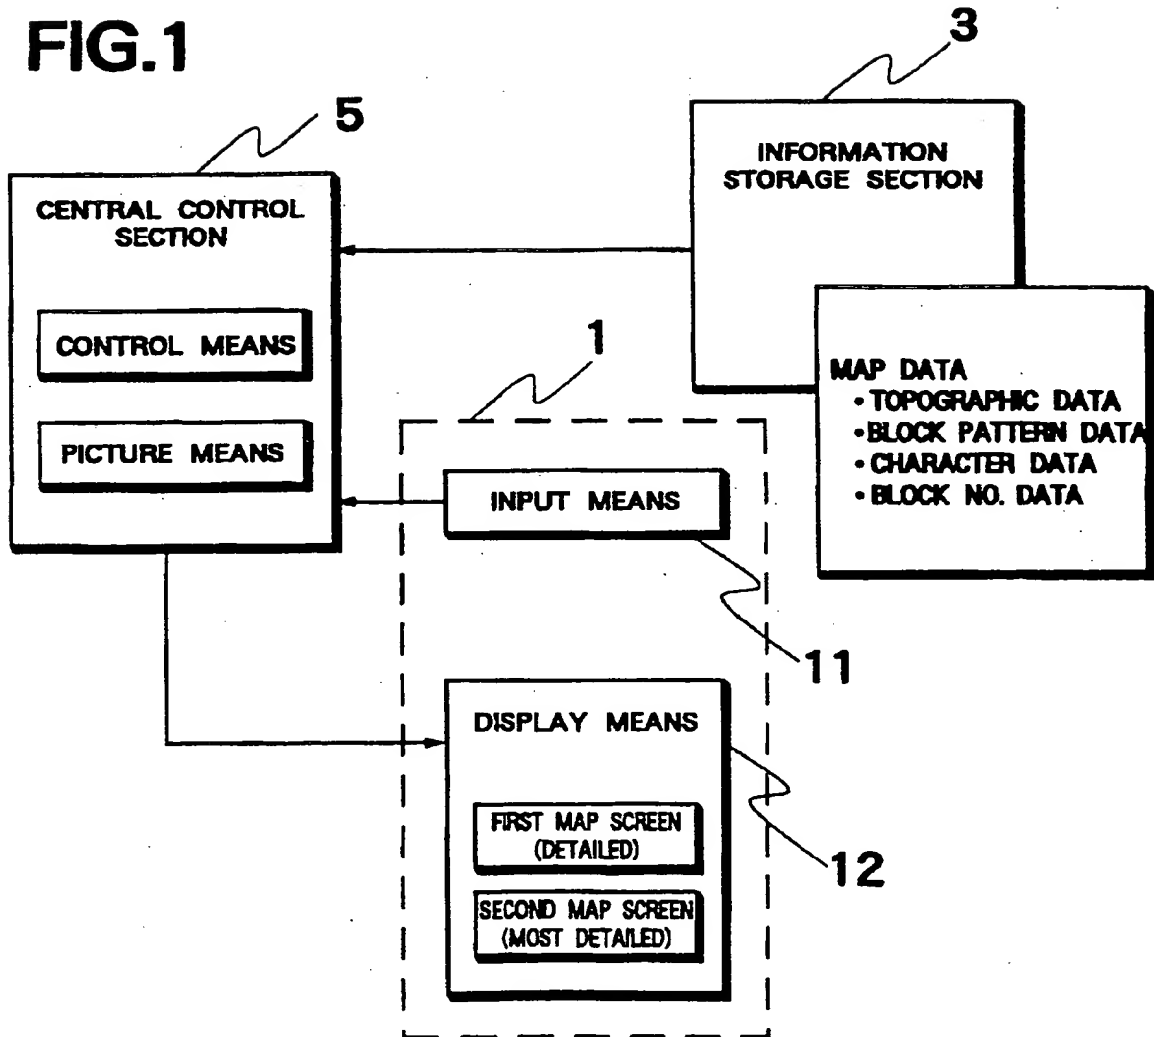 FIG.1
5
CENTRAL CONTROL
SECTION
CONTROL MEANS
PICTURE MEANS
3
INFORMATION
STORAGE SECTION
MAP DATA
•TOPOGRAPHIC DATA
•BLOCK PATTERN DATA
•CHARACTER DATA
•BLOCK NO. DATA
1
INPUT MEANS
11
DISPLAY MEANS
FIRST MAP SCREEN
(DETAILED)
SECOND MAP SCREEN
(MOST DETAILED)
12